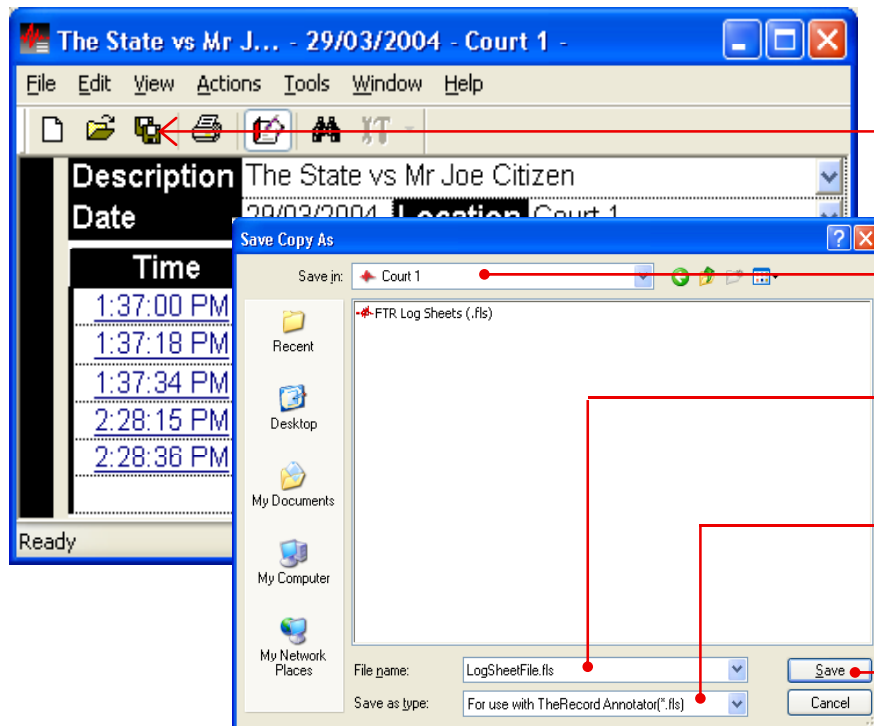 The State vs Mr J... - 29/03/2004 - Court 1 -
File Edit View Actions Tools Window Help
Description The State vs Mr Joe Citizen
Date 29/03/2004 Location Court 1
Time
1:37:00 PM
1:37:18 PM
1:37:34 PM
2:28:15 PM
2:28:36 PM
Ready
Save Copy As
Save in: Court 1
FTR Log Sheets (.fls)
Recent
Desktop
My Documents
My Computer
My Network
Places
File name: LogSheetFile.fls Save
Save as type: For use with TheRecord Annotator(*.fls) Cancel